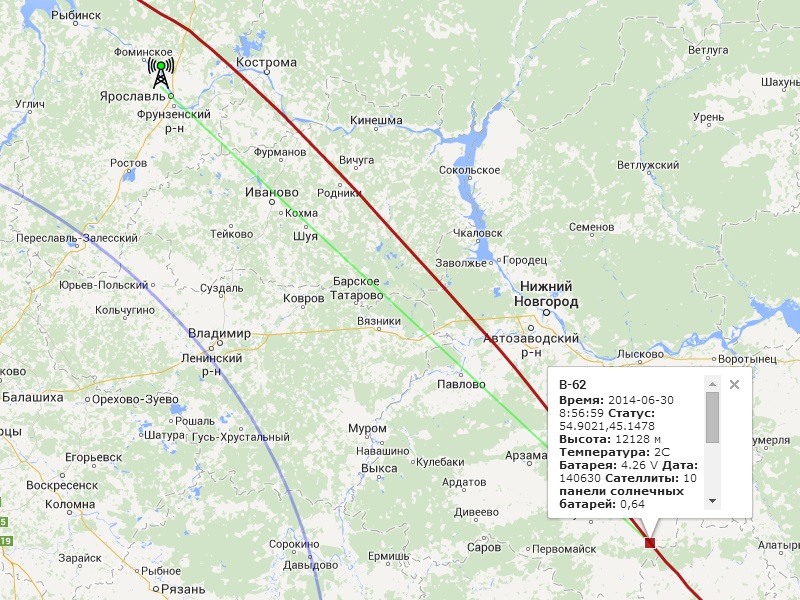 Рыбинск
Ветлуга
Фоминское
Кострома
Шахунь
Ярославль
Углич
Фрунзенский
р-н
Кинешма
Урень
Фурманов
Вичуга
Ростов
Сокольское
Ветлужский
Иваново
Родники
Кохма
Тейково
Шуя
Чкаловск
Семенов
Переславль-Залесский
Заволжье
Городец
Юрьев-Польский
Суздаль
Барское
Татарово
Нижний
Новгород
Ковров
Кольчугино
Вязники
Владимир
Автозаводский
р-н
Ленинский
р-н
Лысково
Воротынец
ково
Павлово
Балашиха
Орехово-Зуево
B-62
Время: 2014-06-30
8:56:59 Статус:
54.9021,45.1478
Высота: 12128 м
Температура: 2C
Батарея: 4.26 V Дата:
140630 Сателлиты: 10
панели солнечных
батарей: 0,64
Рошаль
рцы
Шатура
Гусь-Хрустальный
Муром
Навашино
умерля
Егорьевск
Выкса
Кулебаки
Арзама
Воскресенск
Ардатов
Коломна
Дивеево
5
19
Сорокино
Саров
Первомайск
Алатырь
Зарайск
Ермишь
Давыдово
Рыбное
Рязань